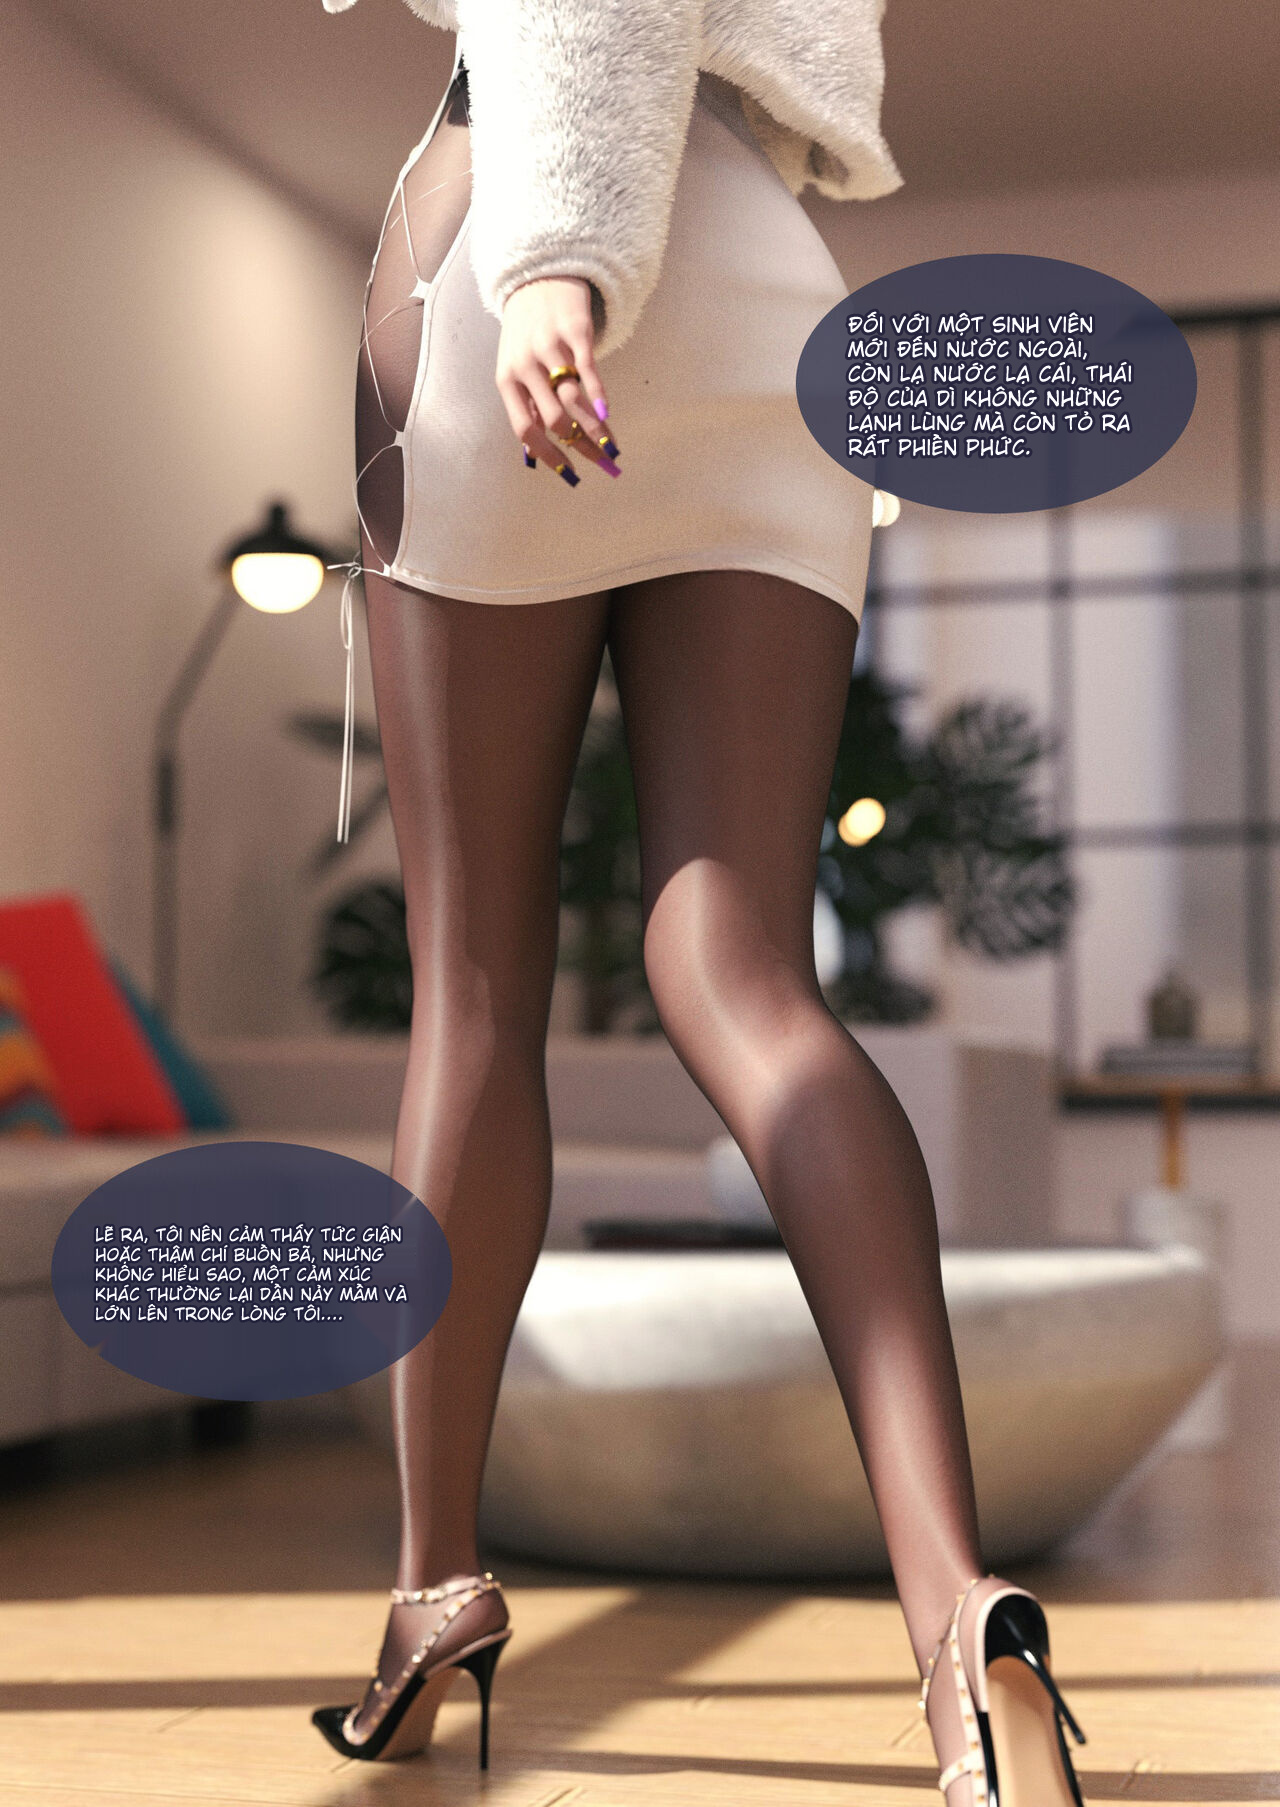 ĐỐI VỚI MỘT SINH VIÊN
MỚI ĐẾN NƯỚC NGOÀI,
CÒN LẠ NƯỚC LẠ CÁI, THÁI
ĐỘ CỦA DÌ KHÔNG NHỮNG
LẠNH LÙNG MÀ CÒN TỎ RA
RẤT PHIỀN PHỨC.
LẼ RA, TÔI NÊN CẢM THẤY TỨC GIẬN
HOẶC THẬM CHÍ BUỒN BÃ, NHƯNG
KHÔNG HIỂU SAO, MỘT CẢM XÚC
KHÁC THƯỜNG LẠI DẦN NẢY MẦM VÀ
LỚN LÊN TRONG LÒNG TÔI....